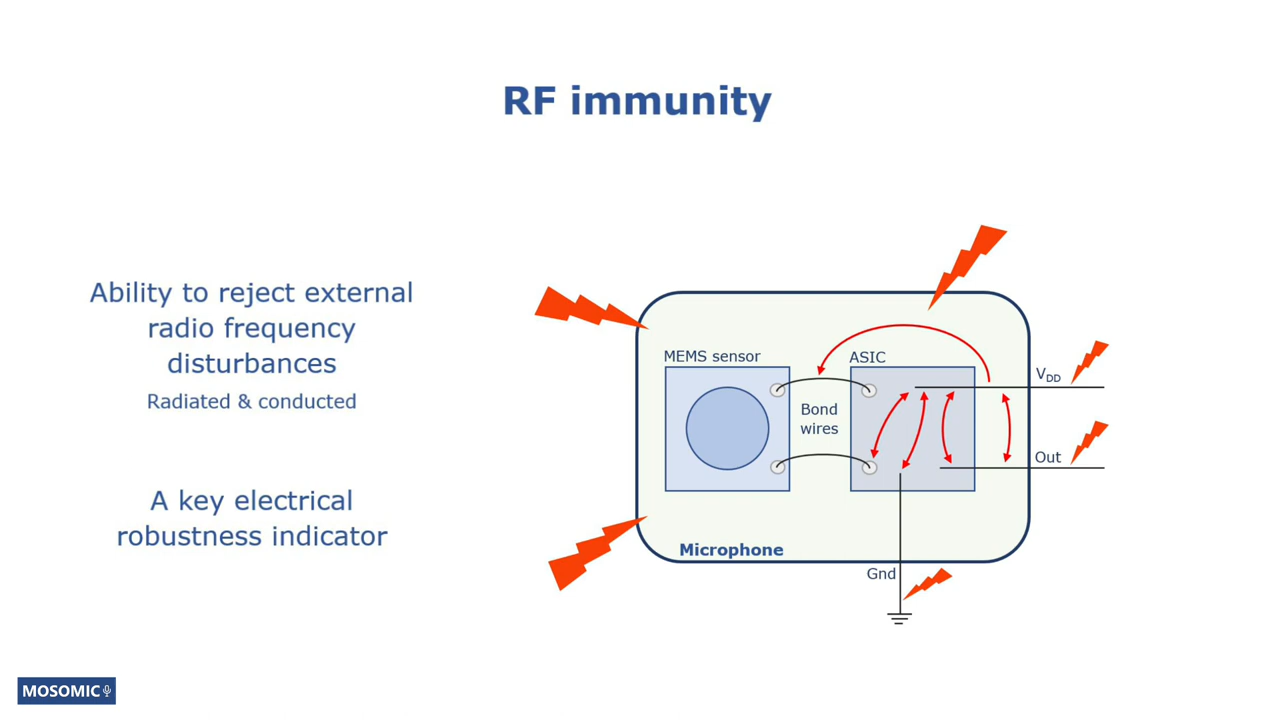 RF immunity
Ability to reject external
radio frequency
disturbances
Radiated & conducted
A key electrical
robustness indicator
MEMS sensor
ASIC
Bond
wires
VDD
Out
Microphone
Gnd
MOSOMIC